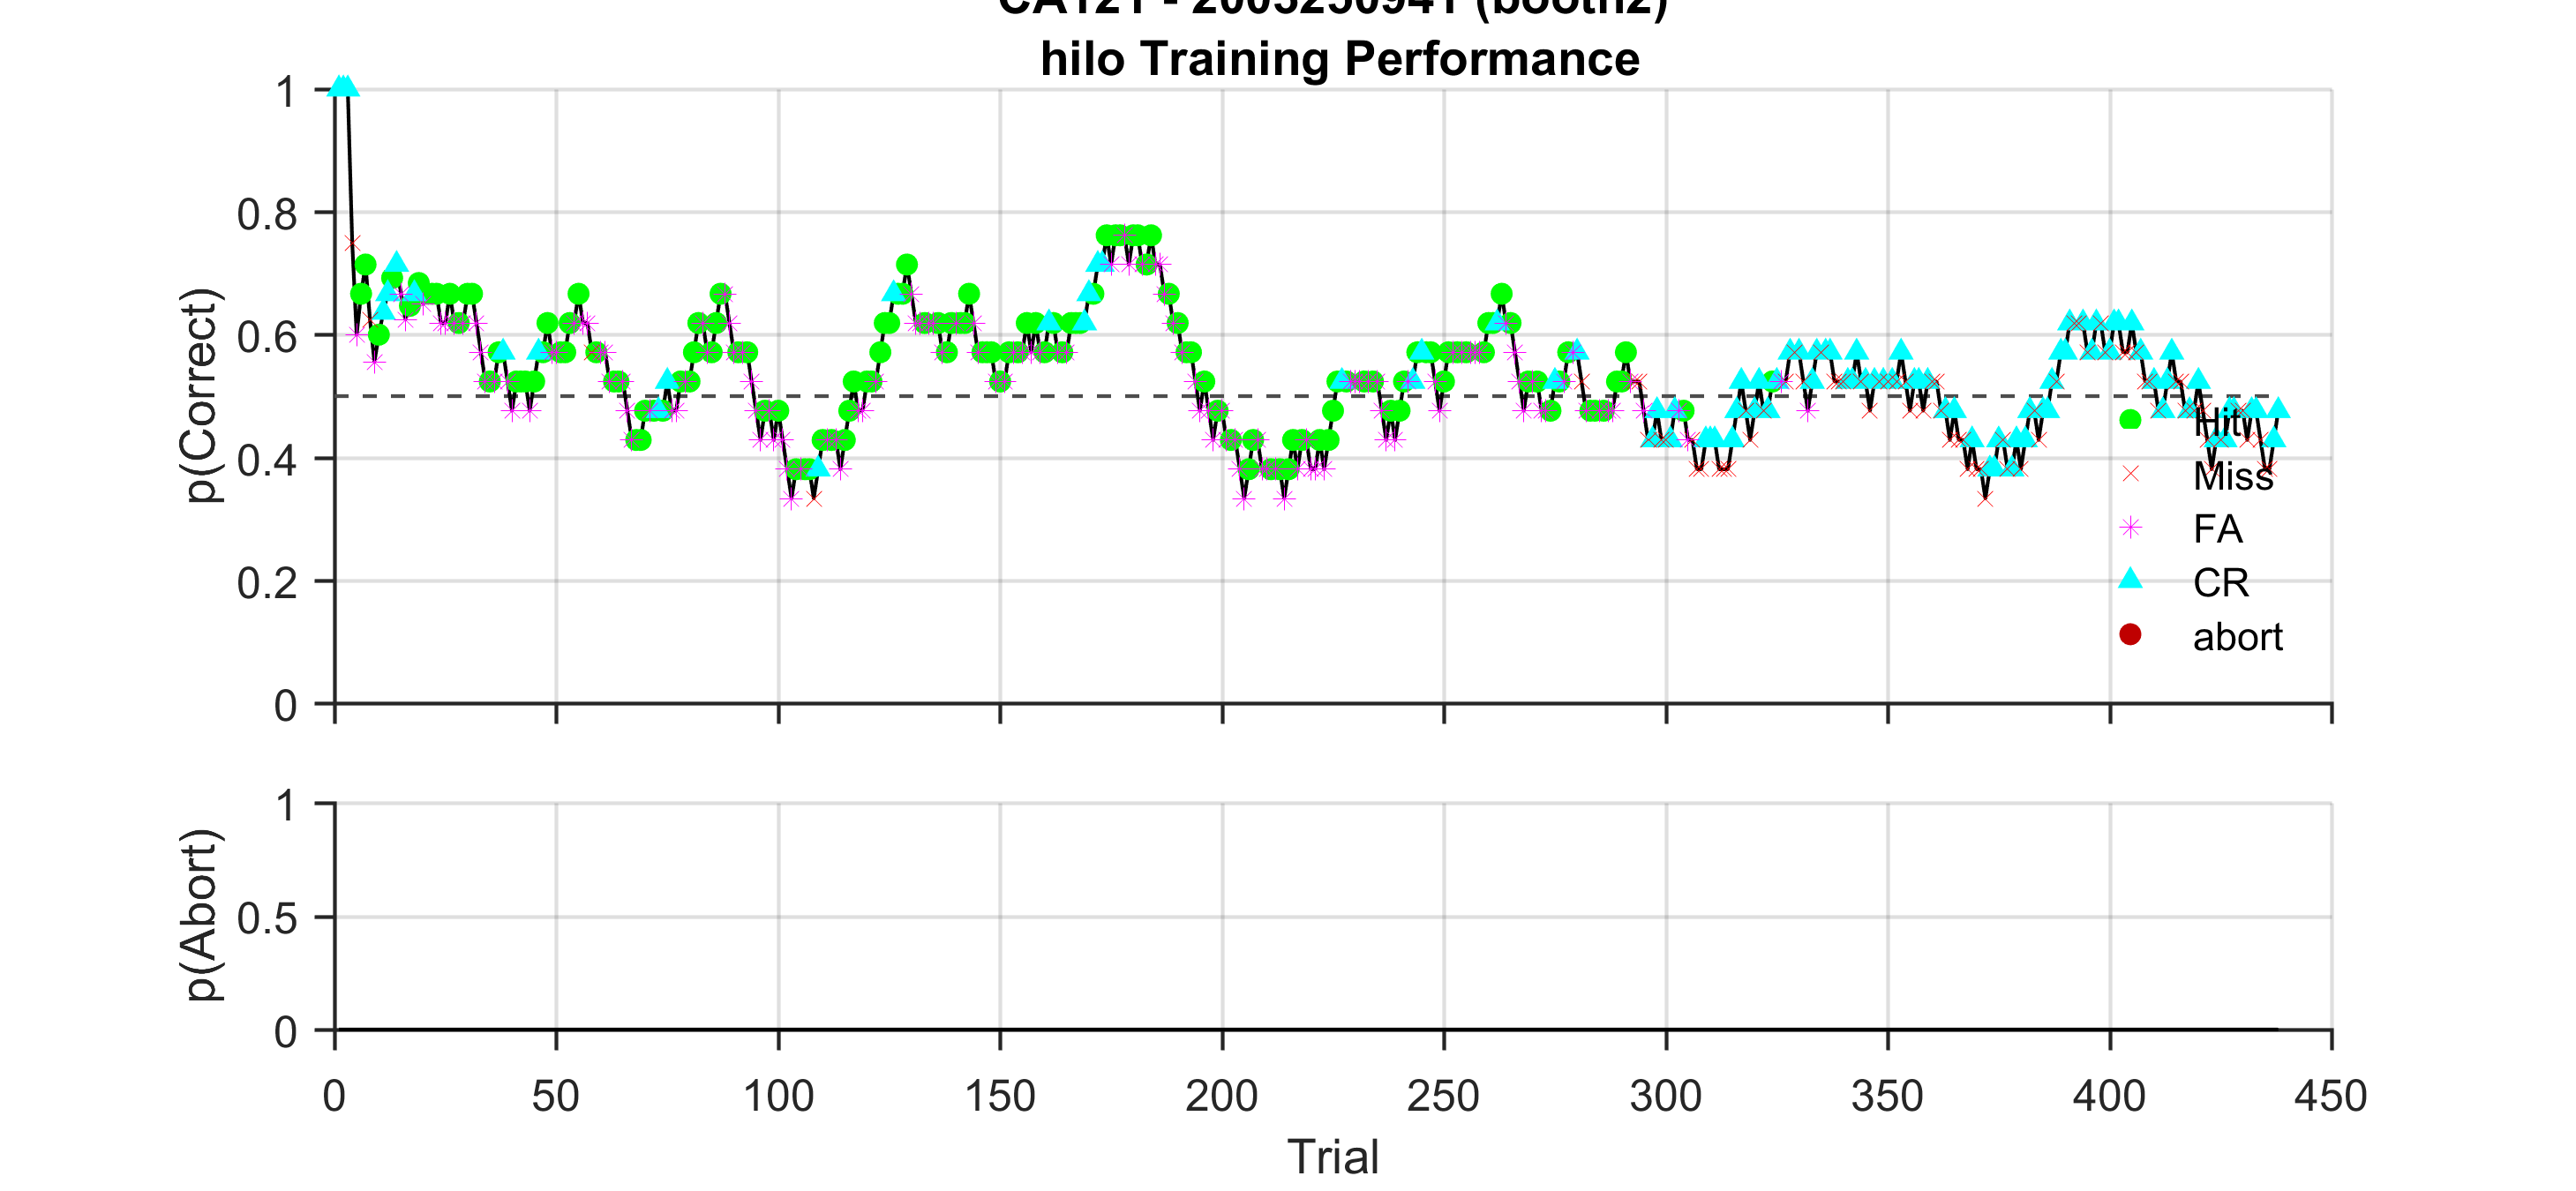 hilo Training Performance
p(Correct)
1
0.8
0.6
0.4
0.2
0
Hit
Miss
FA
CR
abort
p(Abort)
1
0.5
0
0 50 100 150 200 250 300 350 400 450
Trial